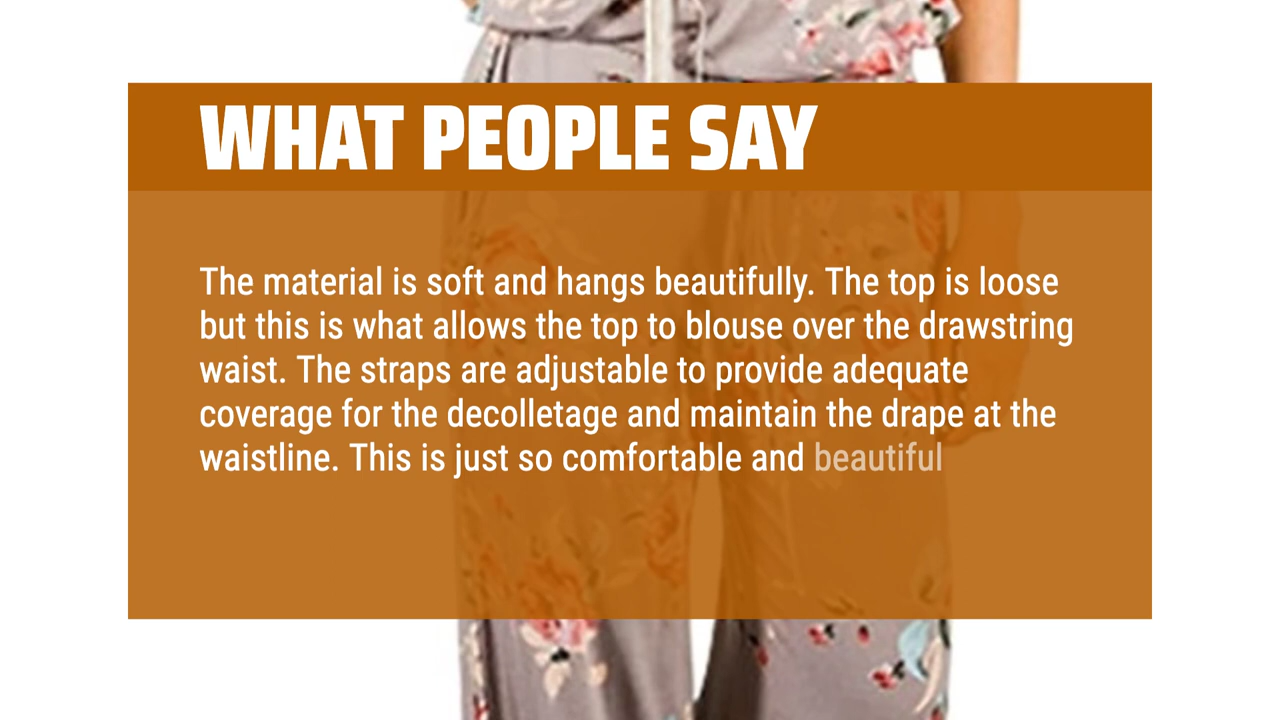 WHAT PEOPLE SAY
The material is soft and hangs beautifully. The top is loose
but this is what allows the top to blouse over the drawstring
waist. The straps are adjustable to provide adequate
coverage for the decolletage and maintain the drape at the
waistline. This is just so comfortable and beautiful